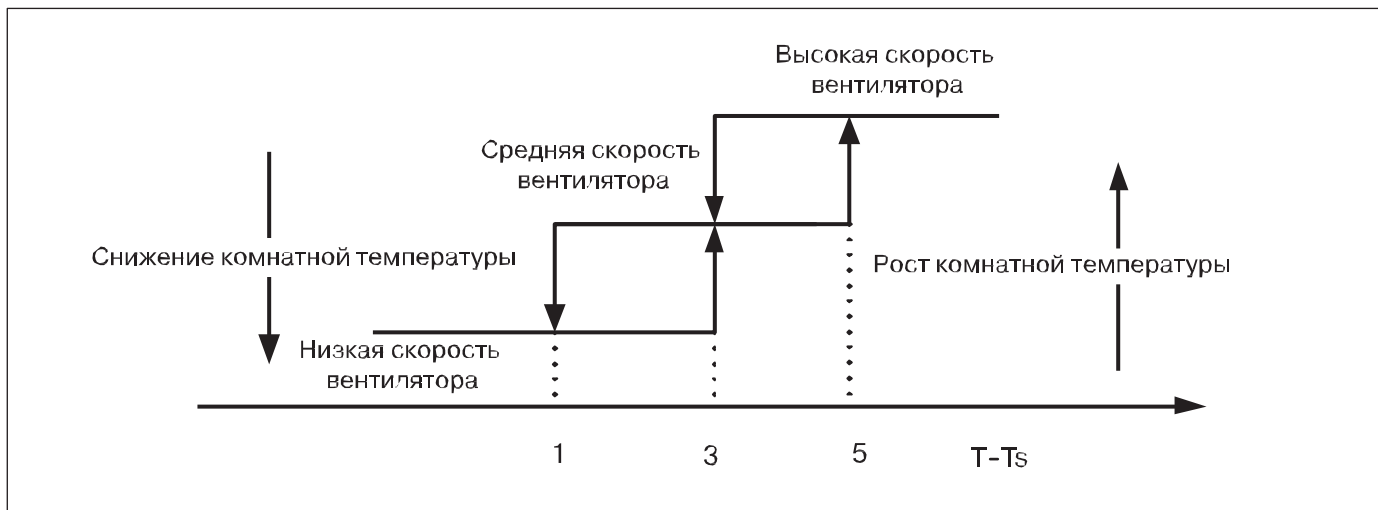 Высокая скорость
вентилятора
Средняя скорость
вентилятора
Снижение комнатной температуры
Рост комнатной температуры
Низкая скорость
вентилятора
1
3
5
T-Ts